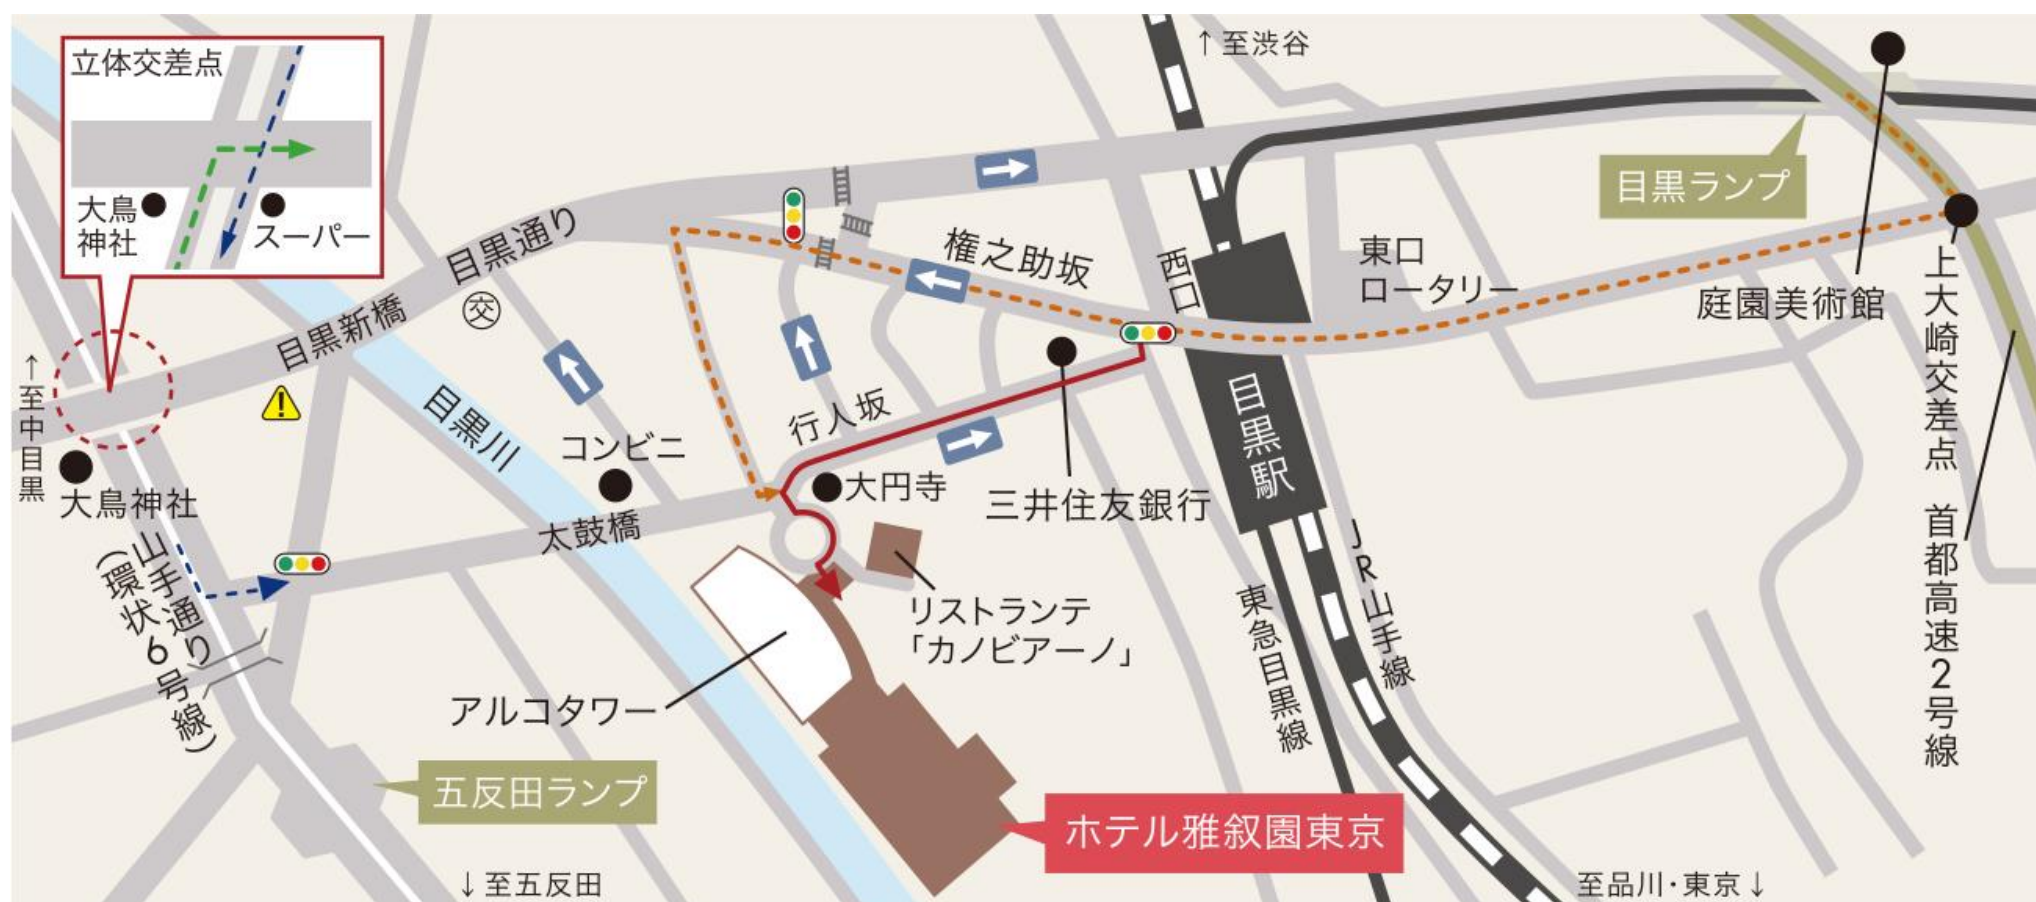 立体交差点
大鳥
神社
スーパー
↑至渋谷
目黒ランプ
目黒通り
権之助坂
西口
東口
ロータリー
庭園美術館
上大崎交差点
首都高速2号線
目黒新橋
交
↑至中目黒
目黒川
行人坂
コンビニ
大円寺
三井住友銀行
目黒駅
大鳥神社
太鼓橋
山手通り
(環状6号線)
リストランテ
「カノビアーノ」
JR山手線
東急目黒線
アルコタワー
五反田ランプ
ホテル雅叙園東京
↓至五反田
至品川・東京↓